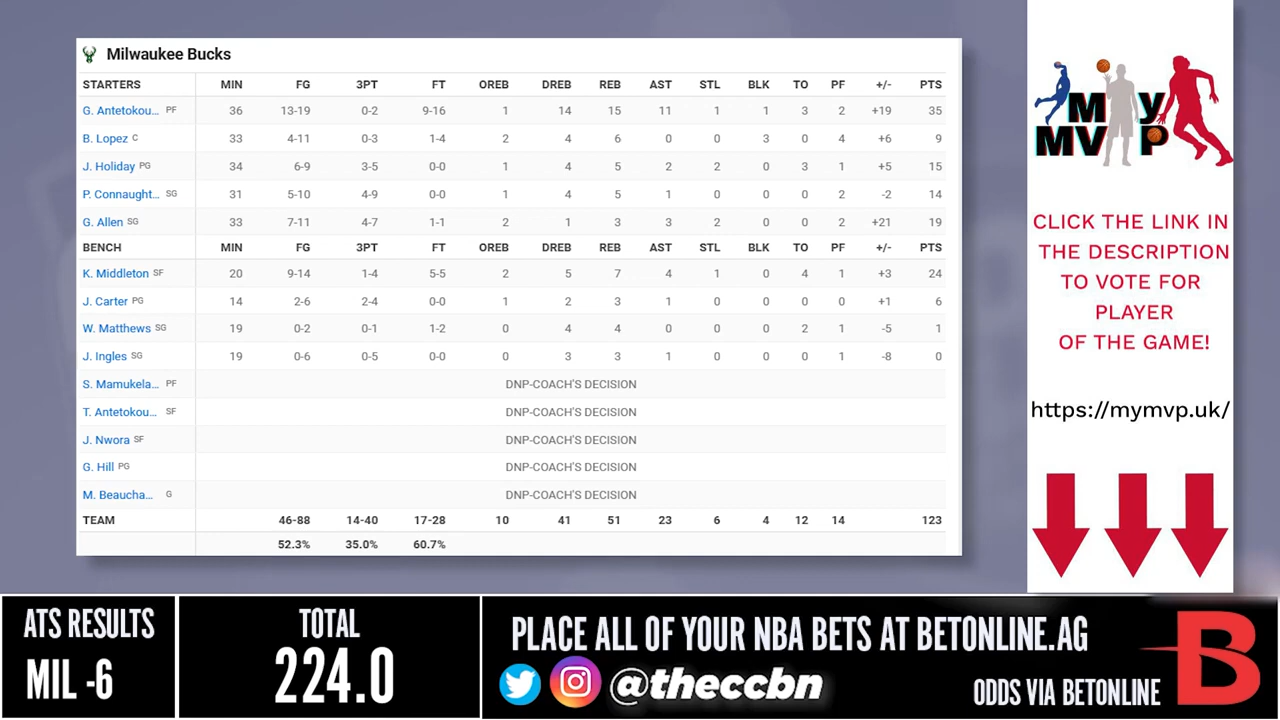 Milwaukee Bucks
STARTERS MIN FG 3PT FT OREB DREB REB AST STL BLK TO PF +/- PTS
G. Antetokou... PF 36 13-19 0-2 9-16 1 14 15 11 1 1 3 2 +19 35
B. Lopez C 33 4-11 0-3 1-4 2 4 6 0 0 3 0 4 +6 9
J. Holiday PG 34 6-9 3-5 0-0 1 4 5 2 2 0 3 1 +5 15
P. Connaught... SG 31 5-10 4-9 0-0 1 4 5 1 0 0 0 2 -2 14
G. Allen SG 33 7-11 4-7 1-1 2 1 3 3 2 0 0 2 +21 19
BENCH MIN FG 3PT FT OREB DREB REB AST STL BLK TO PF +/- PTS
K. Middleton SF 20 9-14 1-4 5-5 2 5 7 4 1 0 4 1 +3 24
J. Carter PG 14 2-6 2-4 0-0 1 2 3 1 0 0 0 0 +1 6
W. Matthews SG 19 0-2 0-1 1-2 0 4 4 0 0 0 2 1 -5 1
J. Ingles SG 19 0-6 0-5 0-0 0 3 3 1 0 0 0 1 -8 0
S. Mamukela... PF DNP-COACH'S DECISION
T. Antetokou... SF DNP-COACH'S DECISION
J. Nwora SF DNP-COACH'S DECISION
G. Hill PG DNP-COACH'S DECISION
M. Beaucha... G DNP-COACH'S DECISION
TEAM 46-88 14-40 17-28 10 41 51 23 6 4 12 14 123
52.3% 35.0% 60.7%
My
MVP
CLICK THE LINK IN
THE DESCRIPTION
TO VOTE FOR
PLAYER
OF THE GAME!
https://mymvp.uk/
ATS RESULTS
MIL -6
TOTAL
224.0
PLACE ALL OF YOUR NBA BETS AT BETONLINE.AG
@theccbn
ODDS VIA BETONLINE
B